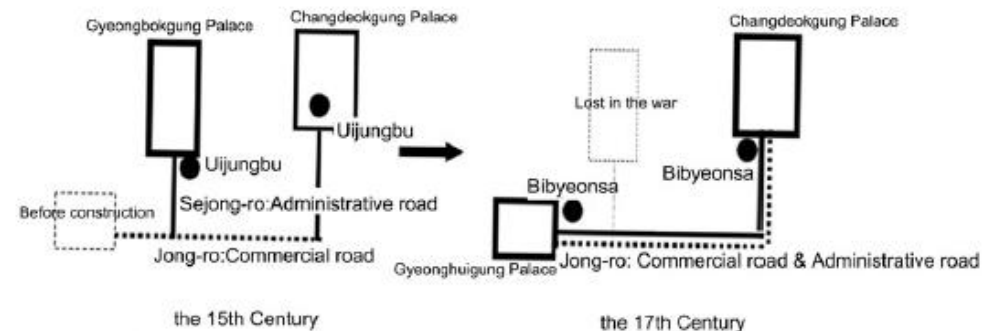 Gyeongbokgung Palace
Changdeokgung Palace
Uijungbu
Uijungbu
Before construction
Sejong-ro:Administrative road
Jong-ro:Commercial road
the 15th Century
Changdeokgung Palace
Lost in the war
Bibyeonsa
Bibyeonsa
Gyeonghuigung Palace
Jong-ro: Commercial road & Administrative road
the 17th Century